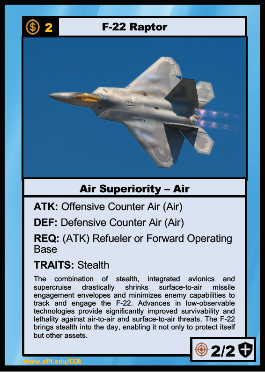 2
F-22 Raptor
Air Superiority – Air
ATK: Offensive Counter Air (Air)
DEF: Defensive Counter Air (Air)
REQ: (ATK) Refueler or Forward Operating
Base
TRAITS: Stealth
The combination of stealth, integrated avionics and
supercruise drastically shrinks surface-to-air missile
engagement envelopes and minimizes enemy capabilities to
track and engage the F-22. Advances in low-observable
technologies provide significantly improved survivability and
lethality against air-to-air and surface-to-air threats. The F-22
brings stealth into the day, enabling it not only to protect itself
but other assets.
2/2
www.afit.edu/CCR